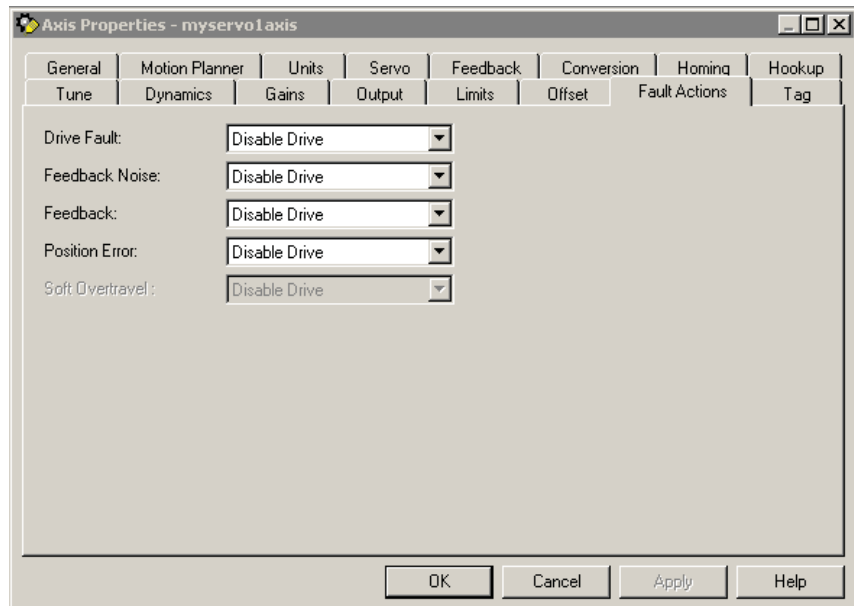 Axis Properties - myservo1axis
General Motion Planner Units Servo Feedback Conversion Homing Hookup
Tune Dynamics Gains Output Limits Offset Fault Actions Tag
Drive Fault: Disable Drive
Feedback Noise: Disable Drive
Feedback: Disable Drive
Position Error: Disable Drive
Soft Overtravel : Disable Drive
OK Cancel Apply Help